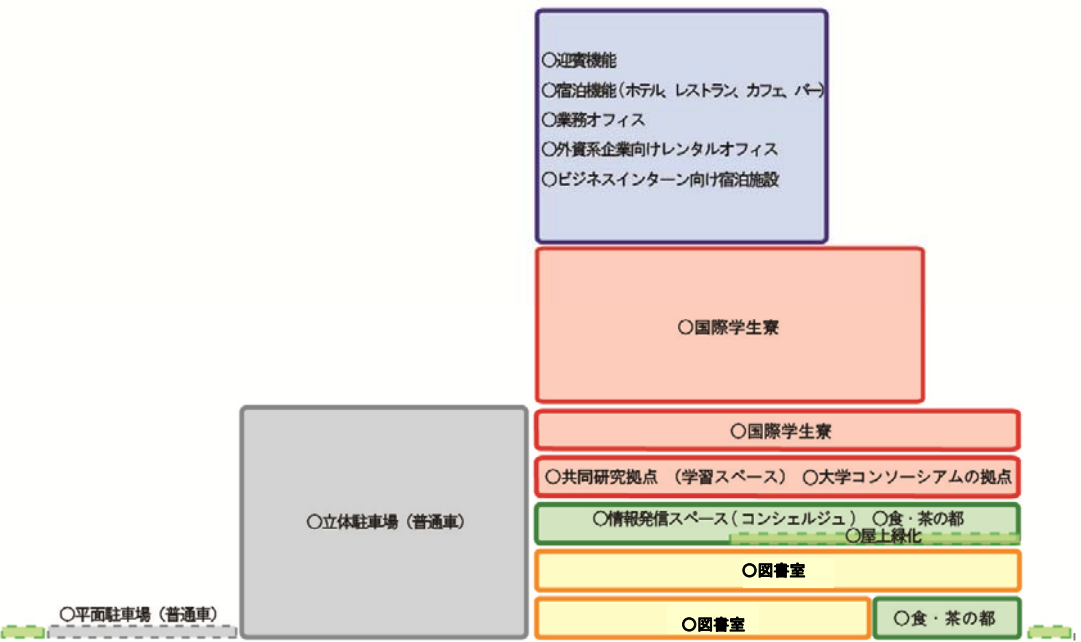 ○迎賓機能
○宿泊機能(ホテル、レストラン、カフェ、バー)
○業務オフィス
○外資系企業向けレンタルオフィス
○ビジネスインターン向け宿泊施設
○国際学生寮
○国際学生寮
○共同研究拠点 (学習スペース) ○大学コンソーシアムの拠点
○立体駐車場(普通車)
○情報発信スペース(コンシェルジュ) ○食・茶の都
○屋上緑化
○図書室
○平面駐車場(普通車)
○図書室
○食・茶の都